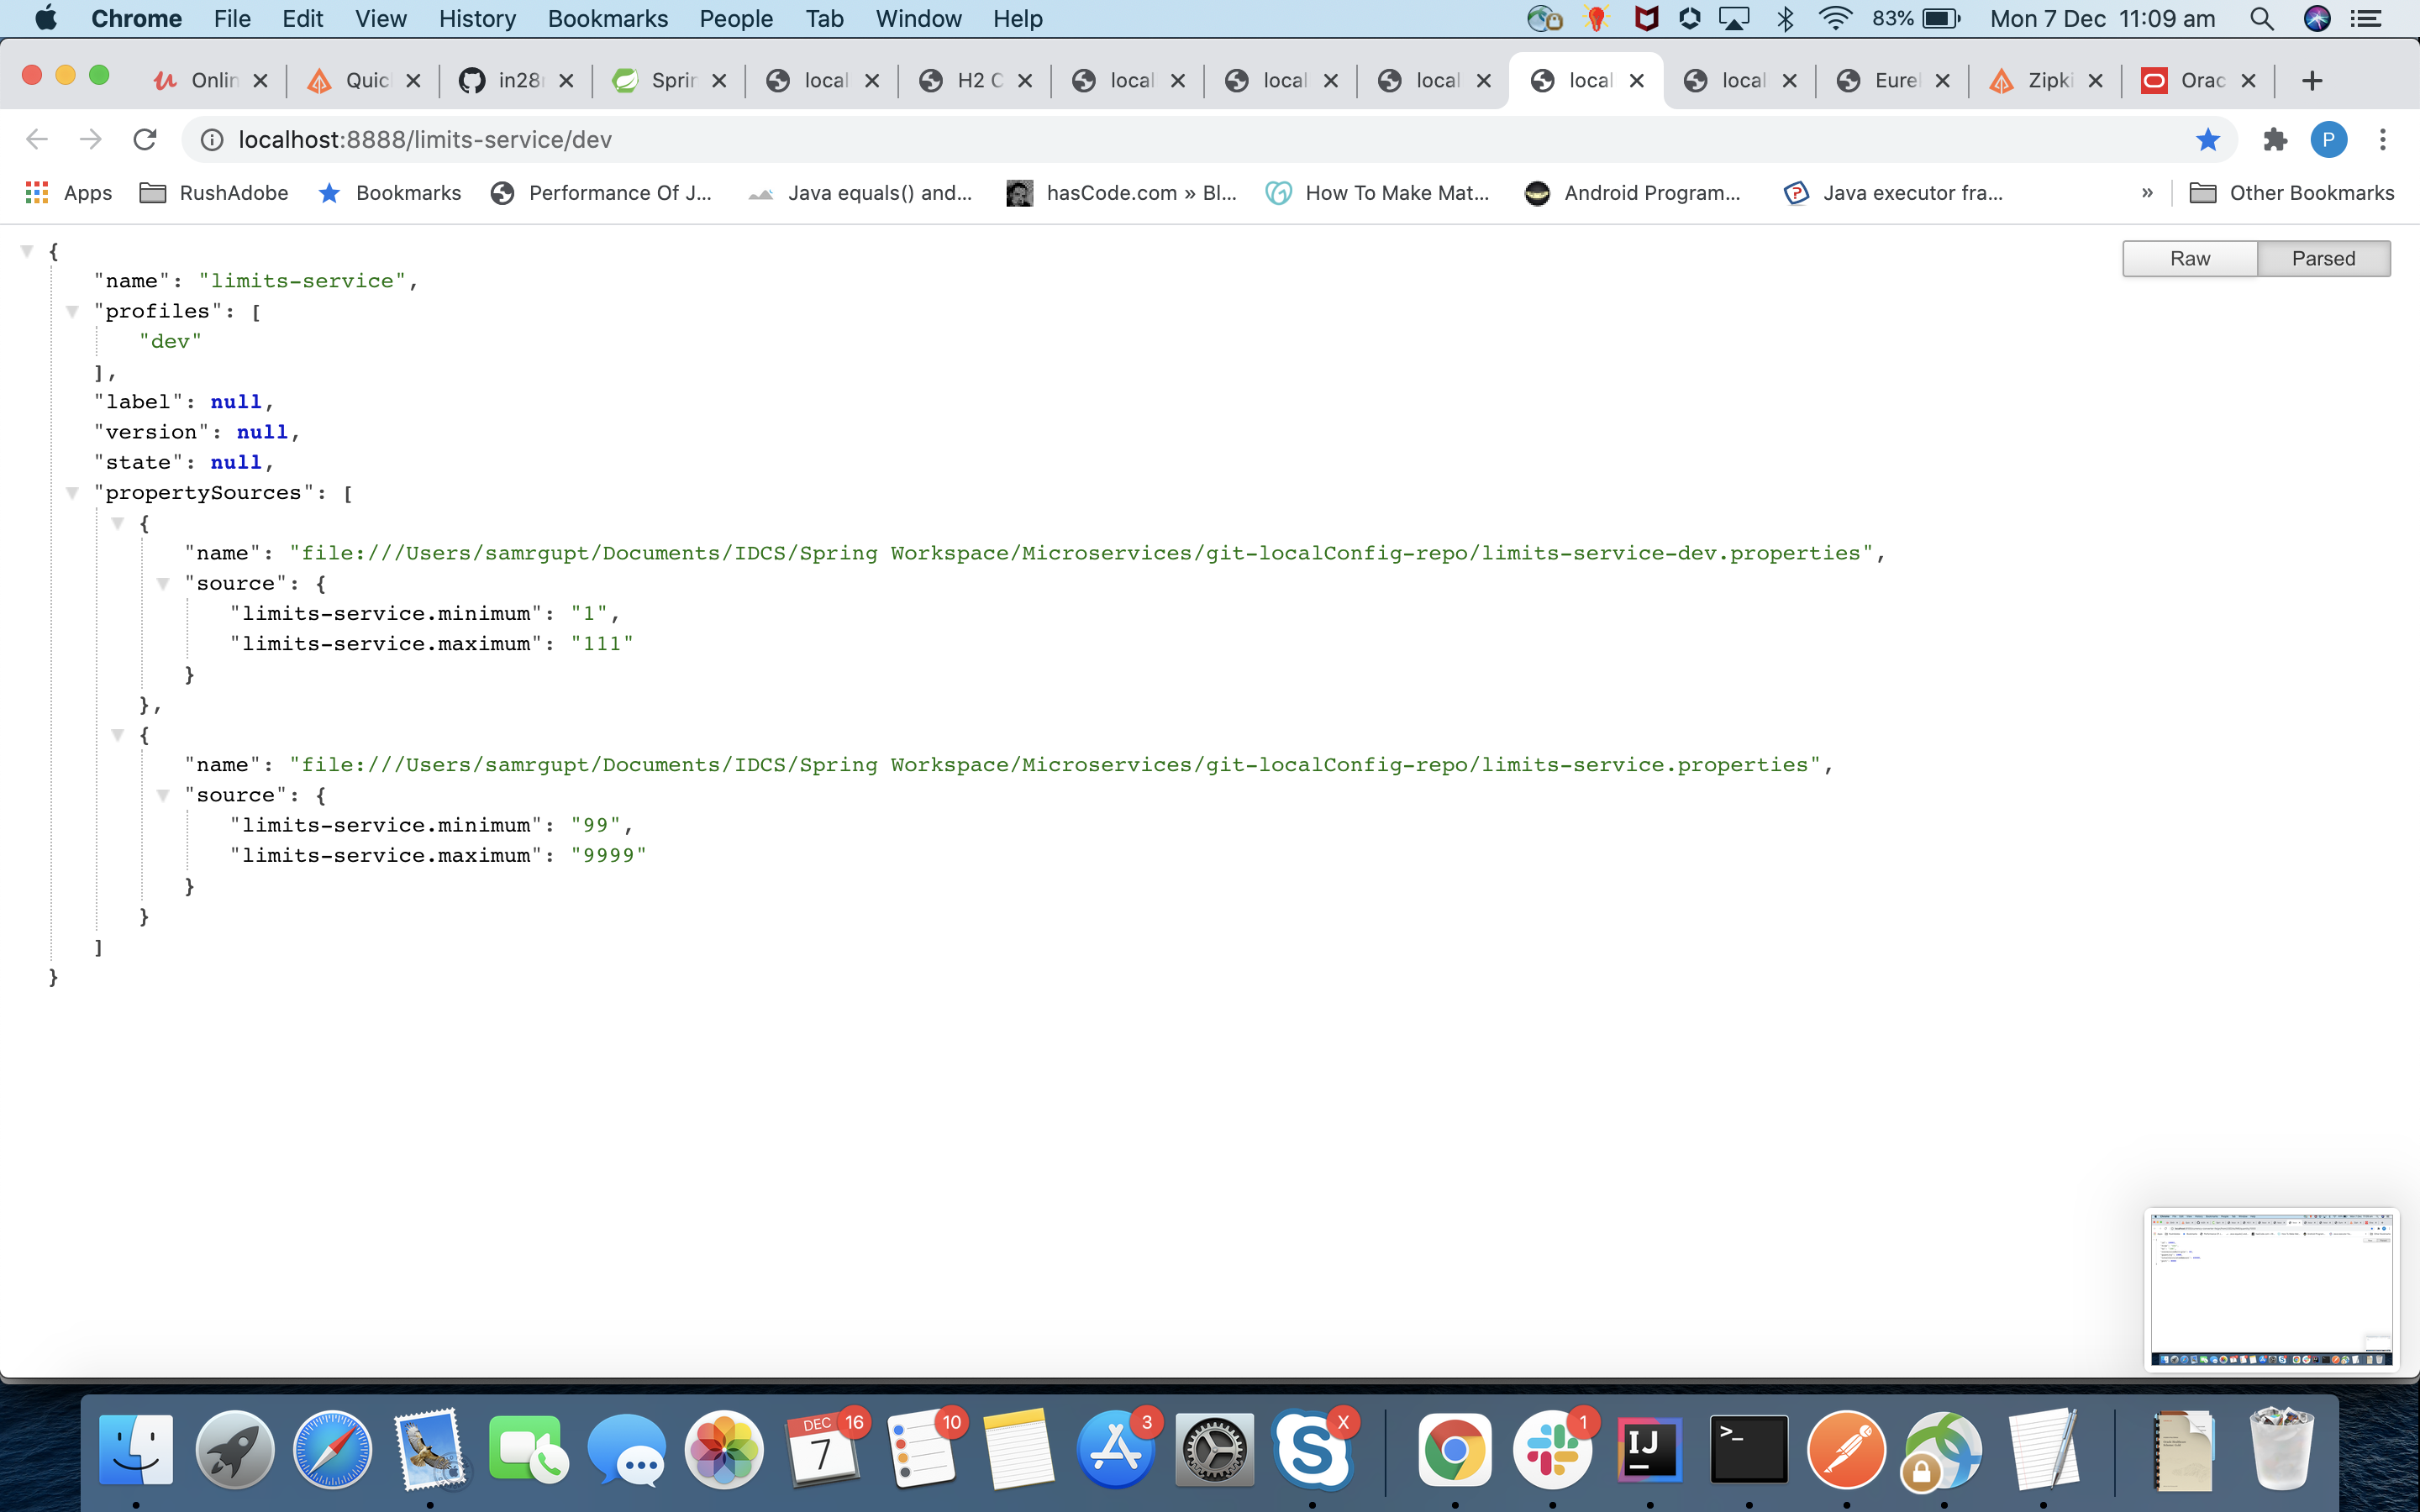 Chrome File Edit View History Bookmarks People Tab Window Help 83% Mon 7 Dec 11:09 am
Onlin Quic in28 Sprin local H2 C local local local local local Eurel Zipki Orac
localhost:8888/limits-service/dev P
Apps RushAdobe Bookmarks Performance Of J... Java equals() and... hasCode.com » Bl... How To Make Mat... Android Program... Java executor fra... » Other Bookmarks
Raw Parsed
{
"name": "limits-service",
"profiles": [
"dev"
],
"label": null,
"version": null,
"state": null,
"propertySources": [
{
"name": "file:///Users/samrgupt/Documents/IDCS/Spring Workspace/Microservices/git-localConfig-repo/limits-service-dev.properties",
"source": {
"limits-service.minimum": "1",
"limits-service.maximum": "111"
}
},
{
"name": "file:///Users/samrgupt/Documents/IDCS/Spring Workspace/Microservices/git-localConfig-repo/limits-service.properties",
"source": {
"limits-service.minimum": "99",
"limits-service.maximum": "9999"
}
}
]
}
DEC 16 10 3 X 1
7 S IJ >_